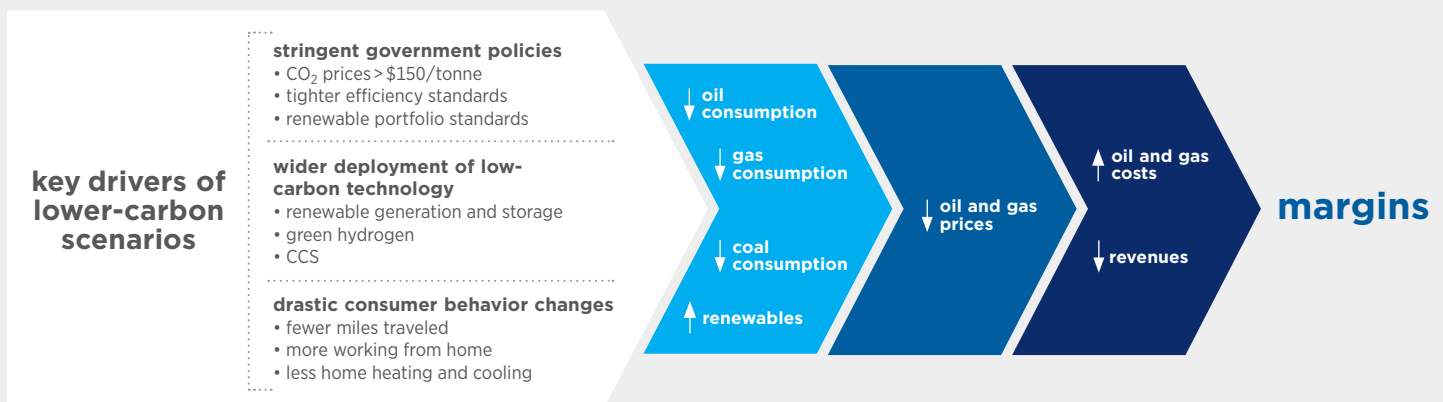 key drivers of
lower-carbon
scenarios
stringent government policies
• CO₂ prices > $150/tonne
• tighter efficiency standards
• renewable portfolio standards
wider deployment of low-
carbon technology
• renewable generation and storage
• green hydrogen
• CCS
drastic consumer behavior changes
• fewer miles traveled
• more working from home
• less home heating and cooling
↓ oil
consumption
↓ gas
consumption
↓ coal
consumption
↑ renewables
↓ oil and gas
prices
↑ oil and gas
costs
↓ revenues
margins